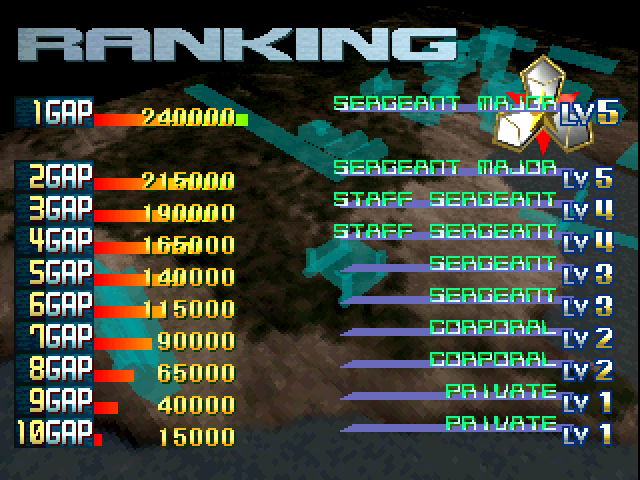 RANKING
1GAP 240000 SERGEANT MAJOR LV5
2GAP 215000 SERGEANT MAJOR LV5
3GAP 190000 STAFF SERGEANT LV4
4GAP 165000 STAFF SERGEANT LV4
5GAP 140000 SERGEANT LV3
6GAP 115000 SERGEANT LV3
7GAP 90000 CORPORAL LV2
8GAP 65000 CORPORAL LV2
9GAP 40000 PRIVATE LV1
10GAP 15000 PRIVATE LV1